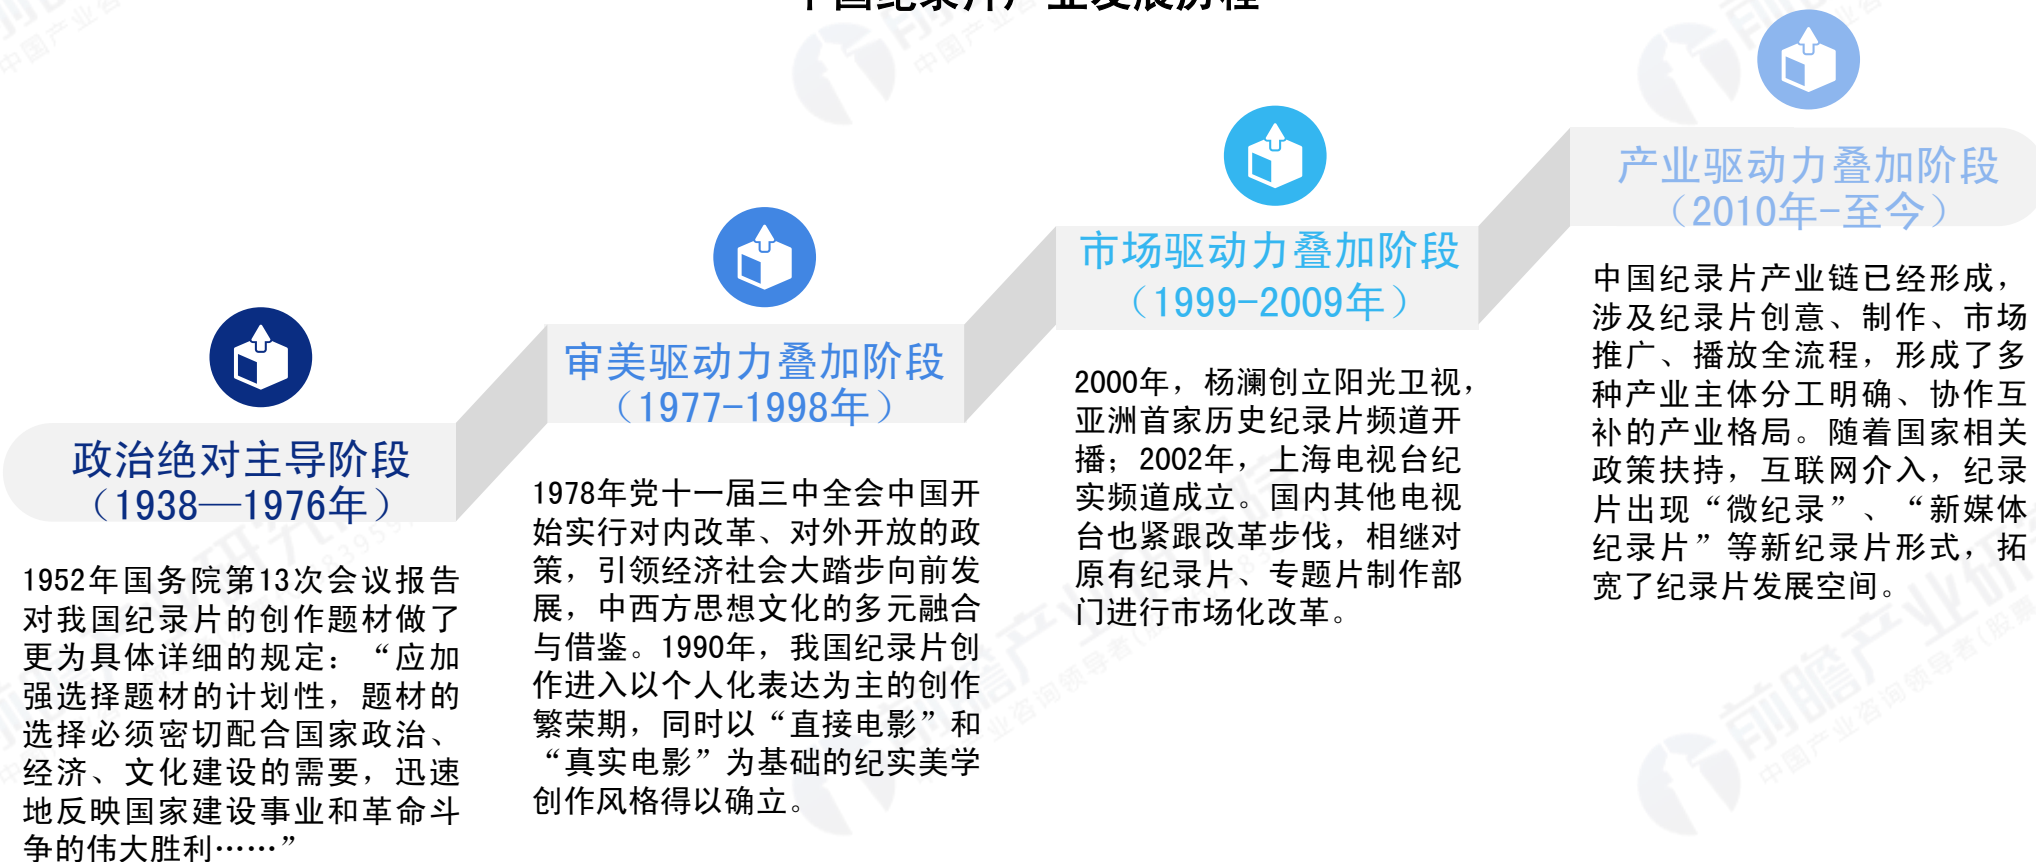 中国纪录片产业发展历程
政治绝对主导阶段
（1938—1976年）
1952年国务院第13次会议报告
对我国纪录片的创作题材做了
更为具体详细的规定：“应加
强选择题材的计划性，题材的
选择必须密切配合国家政治、
经济、文化建设的需要，迅速
地反映国家建设事业和革命斗
争的伟大胜利……”
审美驱动力叠加阶段
（1977-1998年）
1978年党十一届三中全会中国开
始实行对内改革、对外开放的政
策，引领经济社会大踏步向前发
展，中西方思想文化的多元融合
与借鉴。1990年，我国纪录片创
作进入以个人化表达为主的创作
繁荣期，同时以“直接电影”和
“真实电影”为基础的纪实美学
创作风格得以确立。
市场驱动力叠加阶段
（1999-2009年）
2000年，杨澜创立阳光卫视，
亚洲首家历史纪录片频道开
播；2002年，上海电视台纪
实频道成立。国内其他电视
台也紧跟改革步伐，相继对
原有纪录片、专题片制作部
门进行市场化改革。
产业驱动力叠加阶段
（2010年-至今）
中国纪录片产业链已经形成，
涉及纪录片创意、制作、市场
推广、播放全流程，形成了多
种产业主体分工明确、协作互
补的产业格局。随着国家相关
政策扶持，互联网介入，纪录
片出现“微纪录”、“新媒体
纪录片”等新纪录片形式，拓
宽了纪录片发展空间。